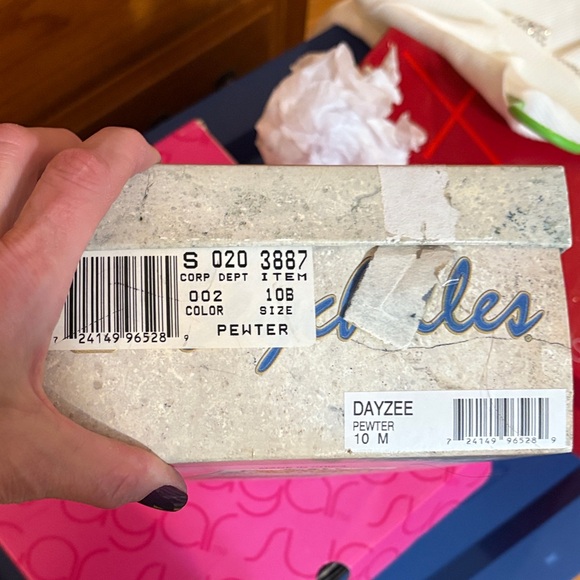 S 020 3887
CORP DEPT ITEM
002 10B
COLOR SIZE
PEWTER
7 24149 96528 9
DAYZEE
PEWTER
10 M
7 24149 96528 9
sugar